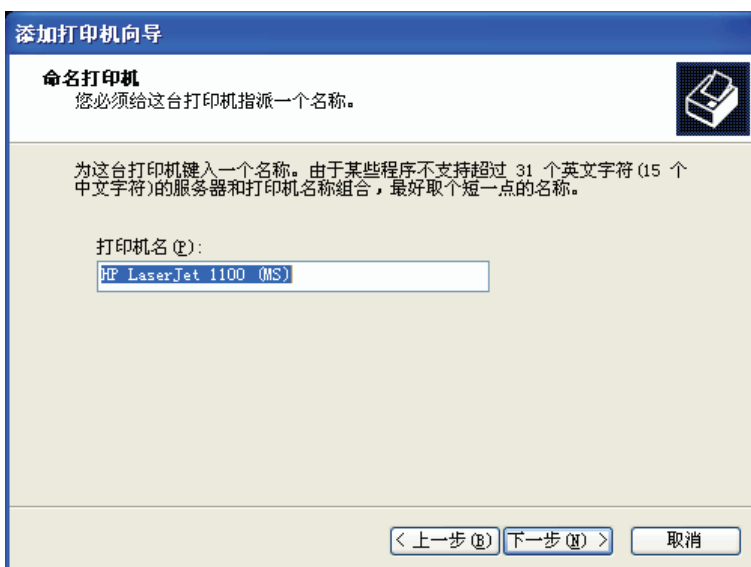 添加打印机向导
命名打印机
您必须给这台打印机指派一个名称。
为这台打印机键入一个名称。由于某些程序不支持超过 31 个英文字符(15 个
中文字符)的服务器和打印机名称组合，最好取个短一点的名称。
打印机名(P):
HP LaserJet 1100 (MS)
< 上一步(B) 下一步(N) > 取消